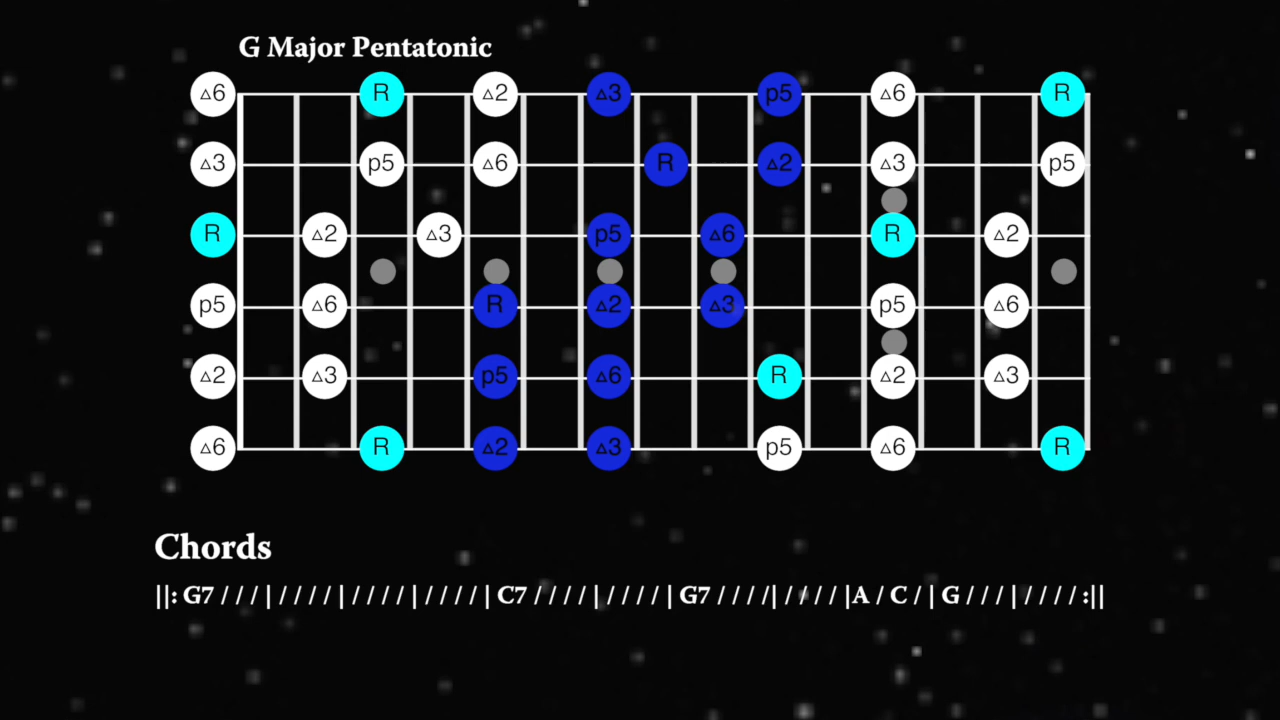 G Major Pentatonic
△6 R △2 △3 p5 △6 R
△3 p5 △6 R △2 △3 p5
R △2 △3 p5 △6 R △2
p5 △6 R △2 △3 p5 △6
△2 △3 p5 △6 R △2 △3
△6 R △2 △3 p5 △6 R
Chords
||: G7 / / / | / / / / | / / / / | / / / / | C7 / / / / | / / / / | G7 / / / /| / / / / |A / C / | G / / / | / / / / :||